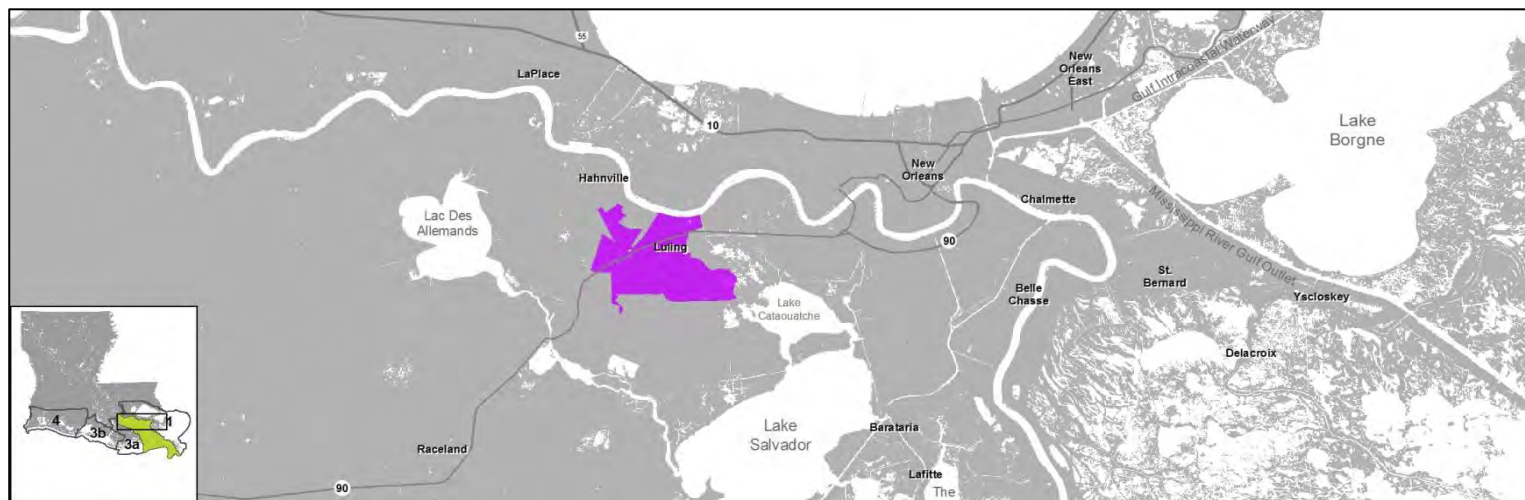 55
LaPlace
New
Orleans
East
Gulf Intracoastal Waterway
10
Lake
Borgne
Hahnville
New
Orleans
Chalmette
Lac Des
Allemands
Mississippi River Gulf Outlet
Luling
90
St.
Bernard
Belle
Chasse
Yscloskey
Lake
Cataouatche
Delacroix
4
3b
3a
1
Lake
Salvador
Barataria
Raceland
Lafitte
The
90